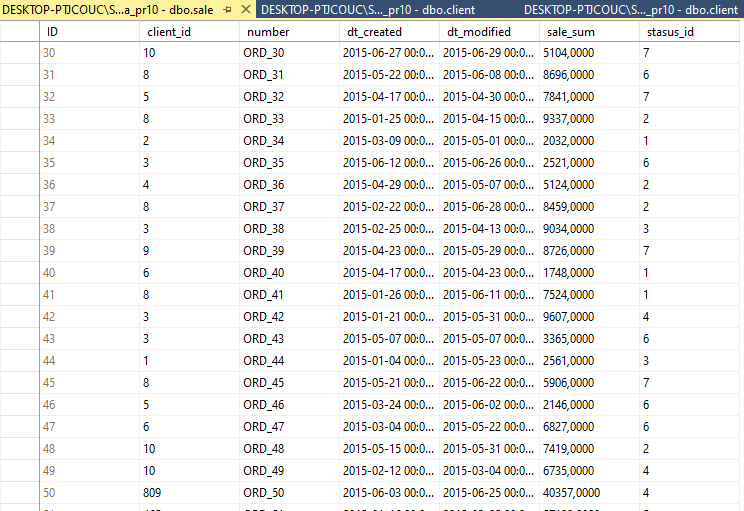 DESKTOP-PTJCOUC\S...a_pr10 - dbo.sale DESKTOP-PTJCOUC\S..._pr10 - dbo.client DESKTOP-PTJCOUC\S..._pr10 - dbo.client
ID client_id number dt_created dt_modified sale_sum stasus_id
30 10 ORD_30 2015-06-27 00:0... 2015-06-29 00:0... 5104,0000 7
31 8 ORD_31 2015-05-22 00:0... 2015-06-08 00:0... 8696,0000 6
32 5 ORD_32 2015-04-17 00:0... 2015-04-30 00:0... 7841,0000 7
33 8 ORD_33 2015-01-25 00:0... 2015-04-15 00:0... 9337,0000 2
34 2 ORD_34 2015-03-09 00:0... 2015-05-01 00:0... 2032,0000 1
35 3 ORD_35 2015-06-12 00:0... 2015-06-26 00:0... 2521,0000 6
36 4 ORD_36 2015-04-29 00:0... 2015-05-07 00:0... 5124,0000 2
37 8 ORD_37 2015-02-22 00:0... 2015-06-28 00:0... 8459,0000 2
38 3 ORD_38 2015-02-25 00:0... 2015-04-13 00:0... 9034,0000 3
39 9 ORD_39 2015-04-23 00:0... 2015-05-29 00:0... 8726,0000 7
40 6 ORD_40 2015-04-17 00:0... 2015-04-23 00:0... 1748,0000 1
41 8 ORD_41 2015-01-26 00:0... 2015-06-11 00:0... 7524,0000 1
42 3 ORD_42 2015-01-21 00:0... 2015-05-31 00:0... 9607,0000 4
43 3 ORD_43 2015-05-07 00:0... 2015-05-07 00:0... 3365,0000 6
44 1 ORD_44 2015-01-04 00:0... 2015-05-23 00:0... 2561,0000 3
45 8 ORD_45 2015-05-21 00:0... 2015-06-22 00:0... 5906,0000 7
46 5 ORD_46 2015-03-24 00:0... 2015-06-02 00:0... 2146,0000 6
47 6 ORD_47 2015-03-04 00:0... 2015-05-22 00:0... 6827,0000 6
48 10 ORD_48 2015-05-15 00:0... 2015-05-31 00:0... 7419,0000 2
49 10 ORD_49 2015-02-12 00:0... 2015-03-04 00:0... 6735,0000 4
50 809 ORD_50 2015-06-03 00:0... 2015-06-25 00:0... 40357,0000 4